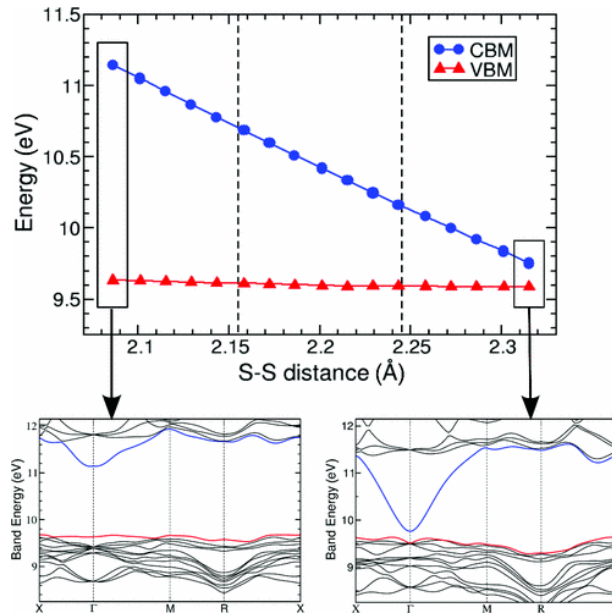 11.5
11
10.5
10
9.5
Energy (eV)
CBM
VBM
2.1
2.15
2.2
2.25
2.3
S-S distance (Å)
12
11
10
9
Band Energy (eV)
X
Γ
M
R
X
12
11
10
9
Band Energy (eV)
X
Γ
M
R
X